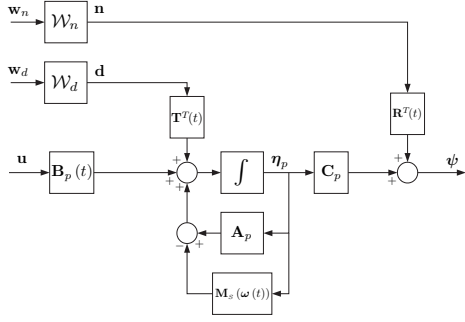 w_n 𝒲_n n
w_d 𝒲_d d
T^T(t) R^T(t)
+ +
u B_p(t) + + ∫ η_p C_p + ψ
− + A_p
M_s(ω(t))